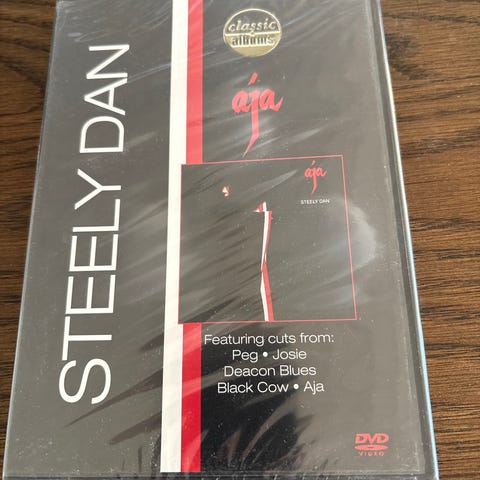 classic
albums
STEELY DAN
aja
aja
STEELY DAN
Featuring cuts from:
Peg • Josie
Deacon Blues
Black Cow • Aja
DVD
VIDEO